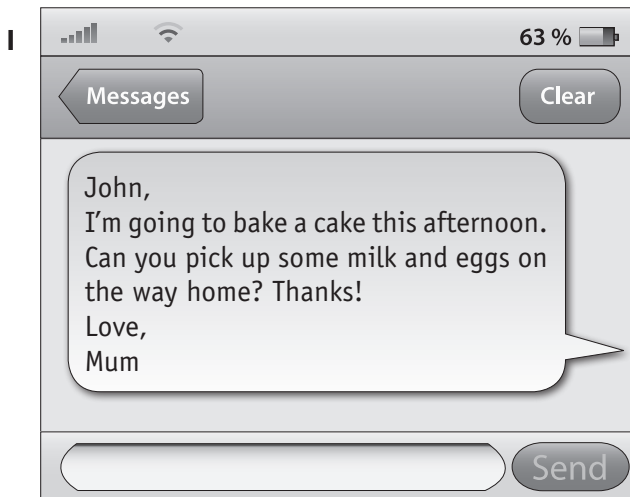 I
63 %
Messages
Clear
John,
I'm going to bake a cake this afternoon.
Can you pick up some milk and eggs on
the way home? Thanks!
Love,
Mum
Send